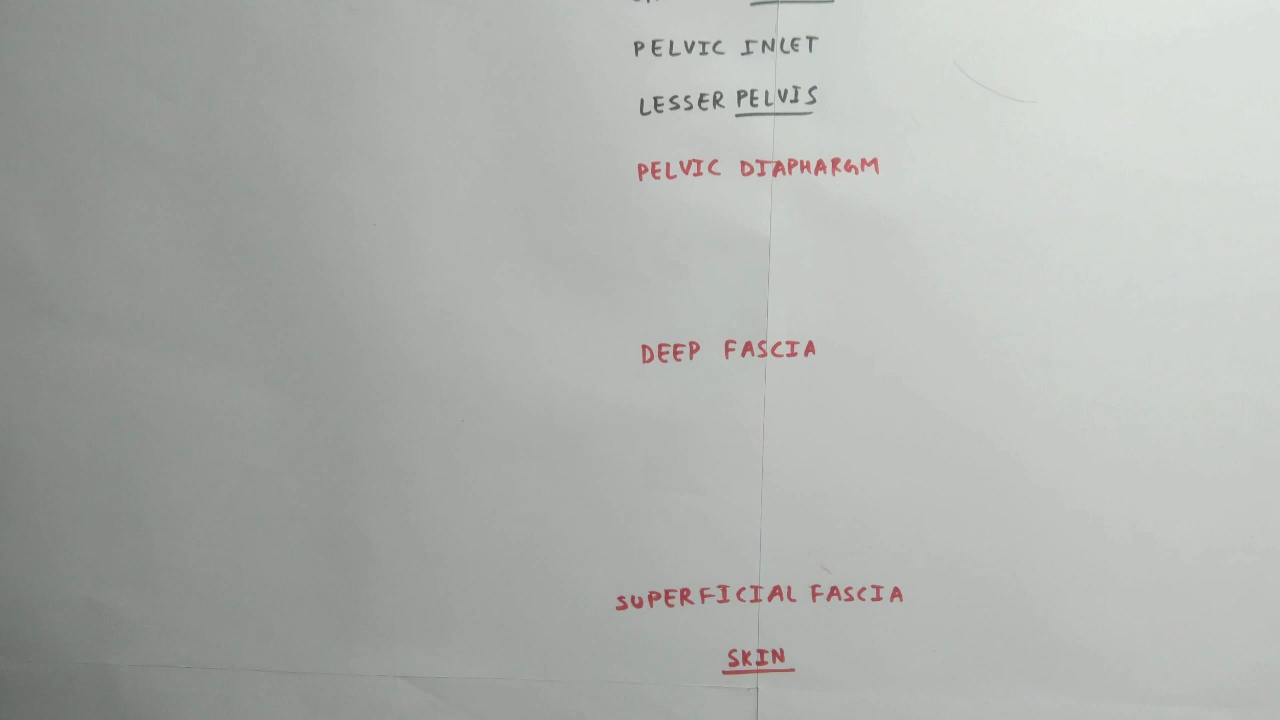 PELVIC INLET
LESSER PELVIS
PELVIC DIAPHARGM
DEEP FASCIA
SUPERFICIAL FASCIA
SKIN